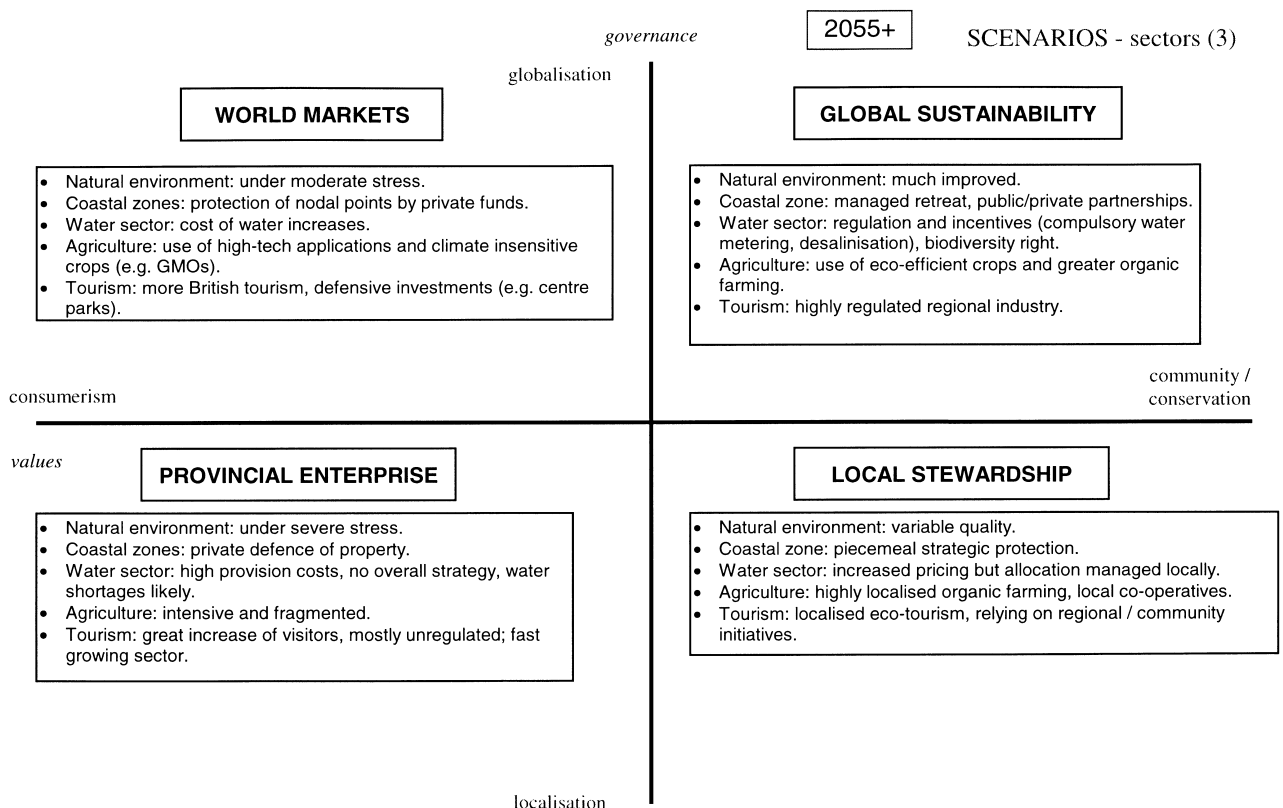 governance
2055+
SCENARIOS - sectors (3)
globalisation
WORLD MARKETS
• Natural environment: under moderate stress.
• Coastal zones: protection of nodal points by private funds.
• Water sector: cost of water increases.
• Agriculture: use of high-tech applications and climate insensitive
crops (e.g. GMOs).
• Tourism: more British tourism, defensive investments (e.g. centre
parks).
GLOBAL SUSTAINABILITY
• Natural environment: much improved.
• Coastal zone: managed retreat, public/private partnerships.
• Water sector: regulation and incentives (compulsory water
metering, desalinisation), biodiversity right.
• Agriculture: use of eco-efficient crops and greater organic
farming.
• Tourism: highly regulated regional industry.
consumerism
community /
conservation
values
PROVINCIAL ENTERPRISE
• Natural environment: under severe stress.
• Coastal zones: private defence of property.
• Water sector: high provision costs, no overall strategy, water
shortages likely.
• Agriculture: intensive and fragmented.
• Tourism: great increase of visitors, mostly unregulated; fast
growing sector.
LOCAL STEWARDSHIP
• Natural environment: variable quality.
• Coastal zone: piecemeal strategic protection.
• Water sector: increased pricing but allocation managed locally.
• Agriculture: highly localised organic farming, local co-operatives.
• Tourism: localised eco-tourism, relying on regional / community
initiatives.
localisation